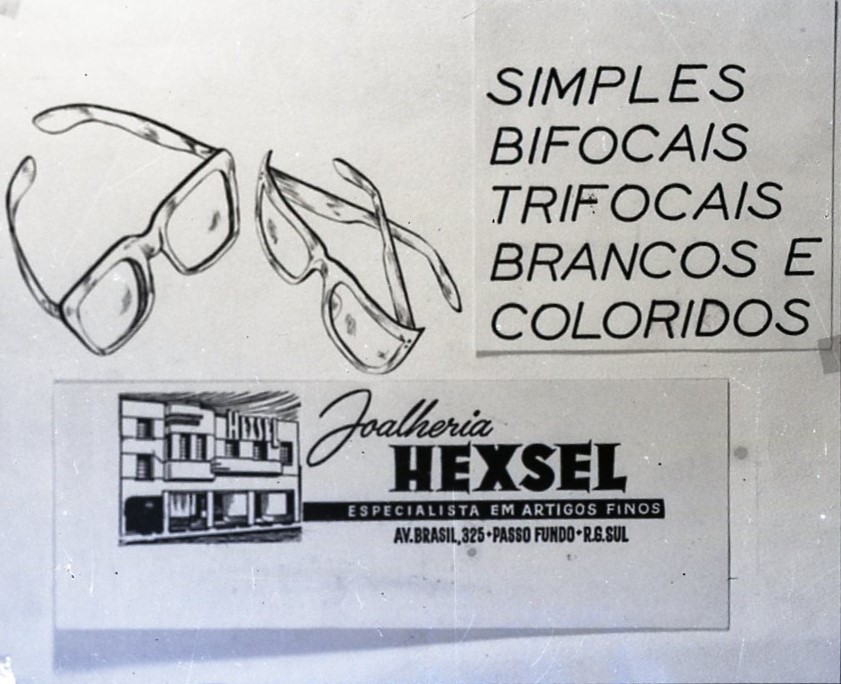 SIMPLES
BIFOCAIS
TRIFOCAIS
BRANCOS E
COLORIDOS
HEXSEL
Joalheria
HEXSEL
ESPECIALISTA EM ARTIGOS FINOS
AV. BRASIL, 325 • PASSO FUNDO • R.G. SUL